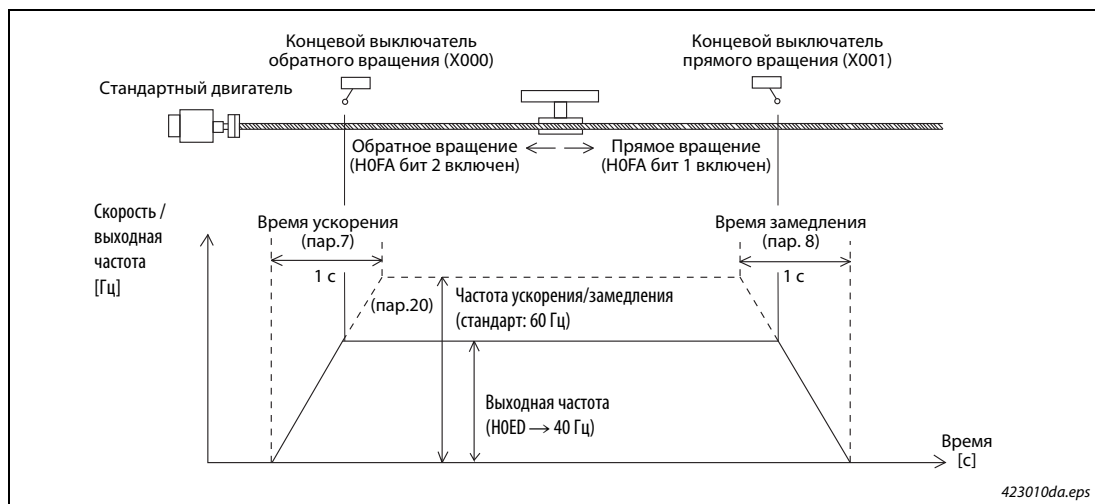 Концевой выключатель
обратного вращения (X000)
Концевой выключатель
прямого вращения (X001)
Стандартный двигатель
Обратное вращение
(H0FA бит 2 включен)
Прямое вращение
(H0FA бит 1 включен)
Скорость /
выходная
частота
[Гц]
Время ускорения
(пар.7)
1 с
Время замедления
(пар. 8)
1 с
(пар.20)
Частота ускорения/замедления
(стандарт: 60 Гц)
Выходная частота
(H0ED → 40 Гц)
Время
[с]
423010da.eps